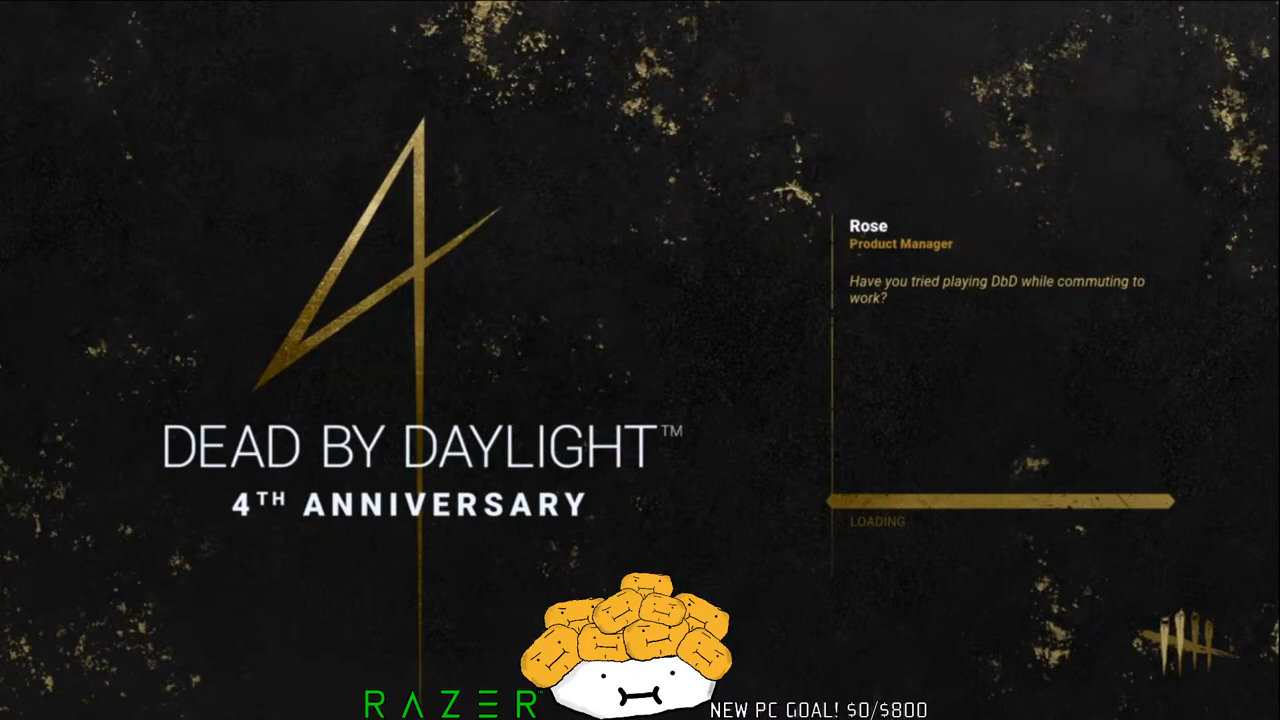 4
DEAD BY DAYLIGHT™
4TH ANNIVERSARY
Rose
Product Manager
Have you tried playing DbD while commuting to
work?
LOADING
RAZER™
NEW PC GOAL! $0/$800